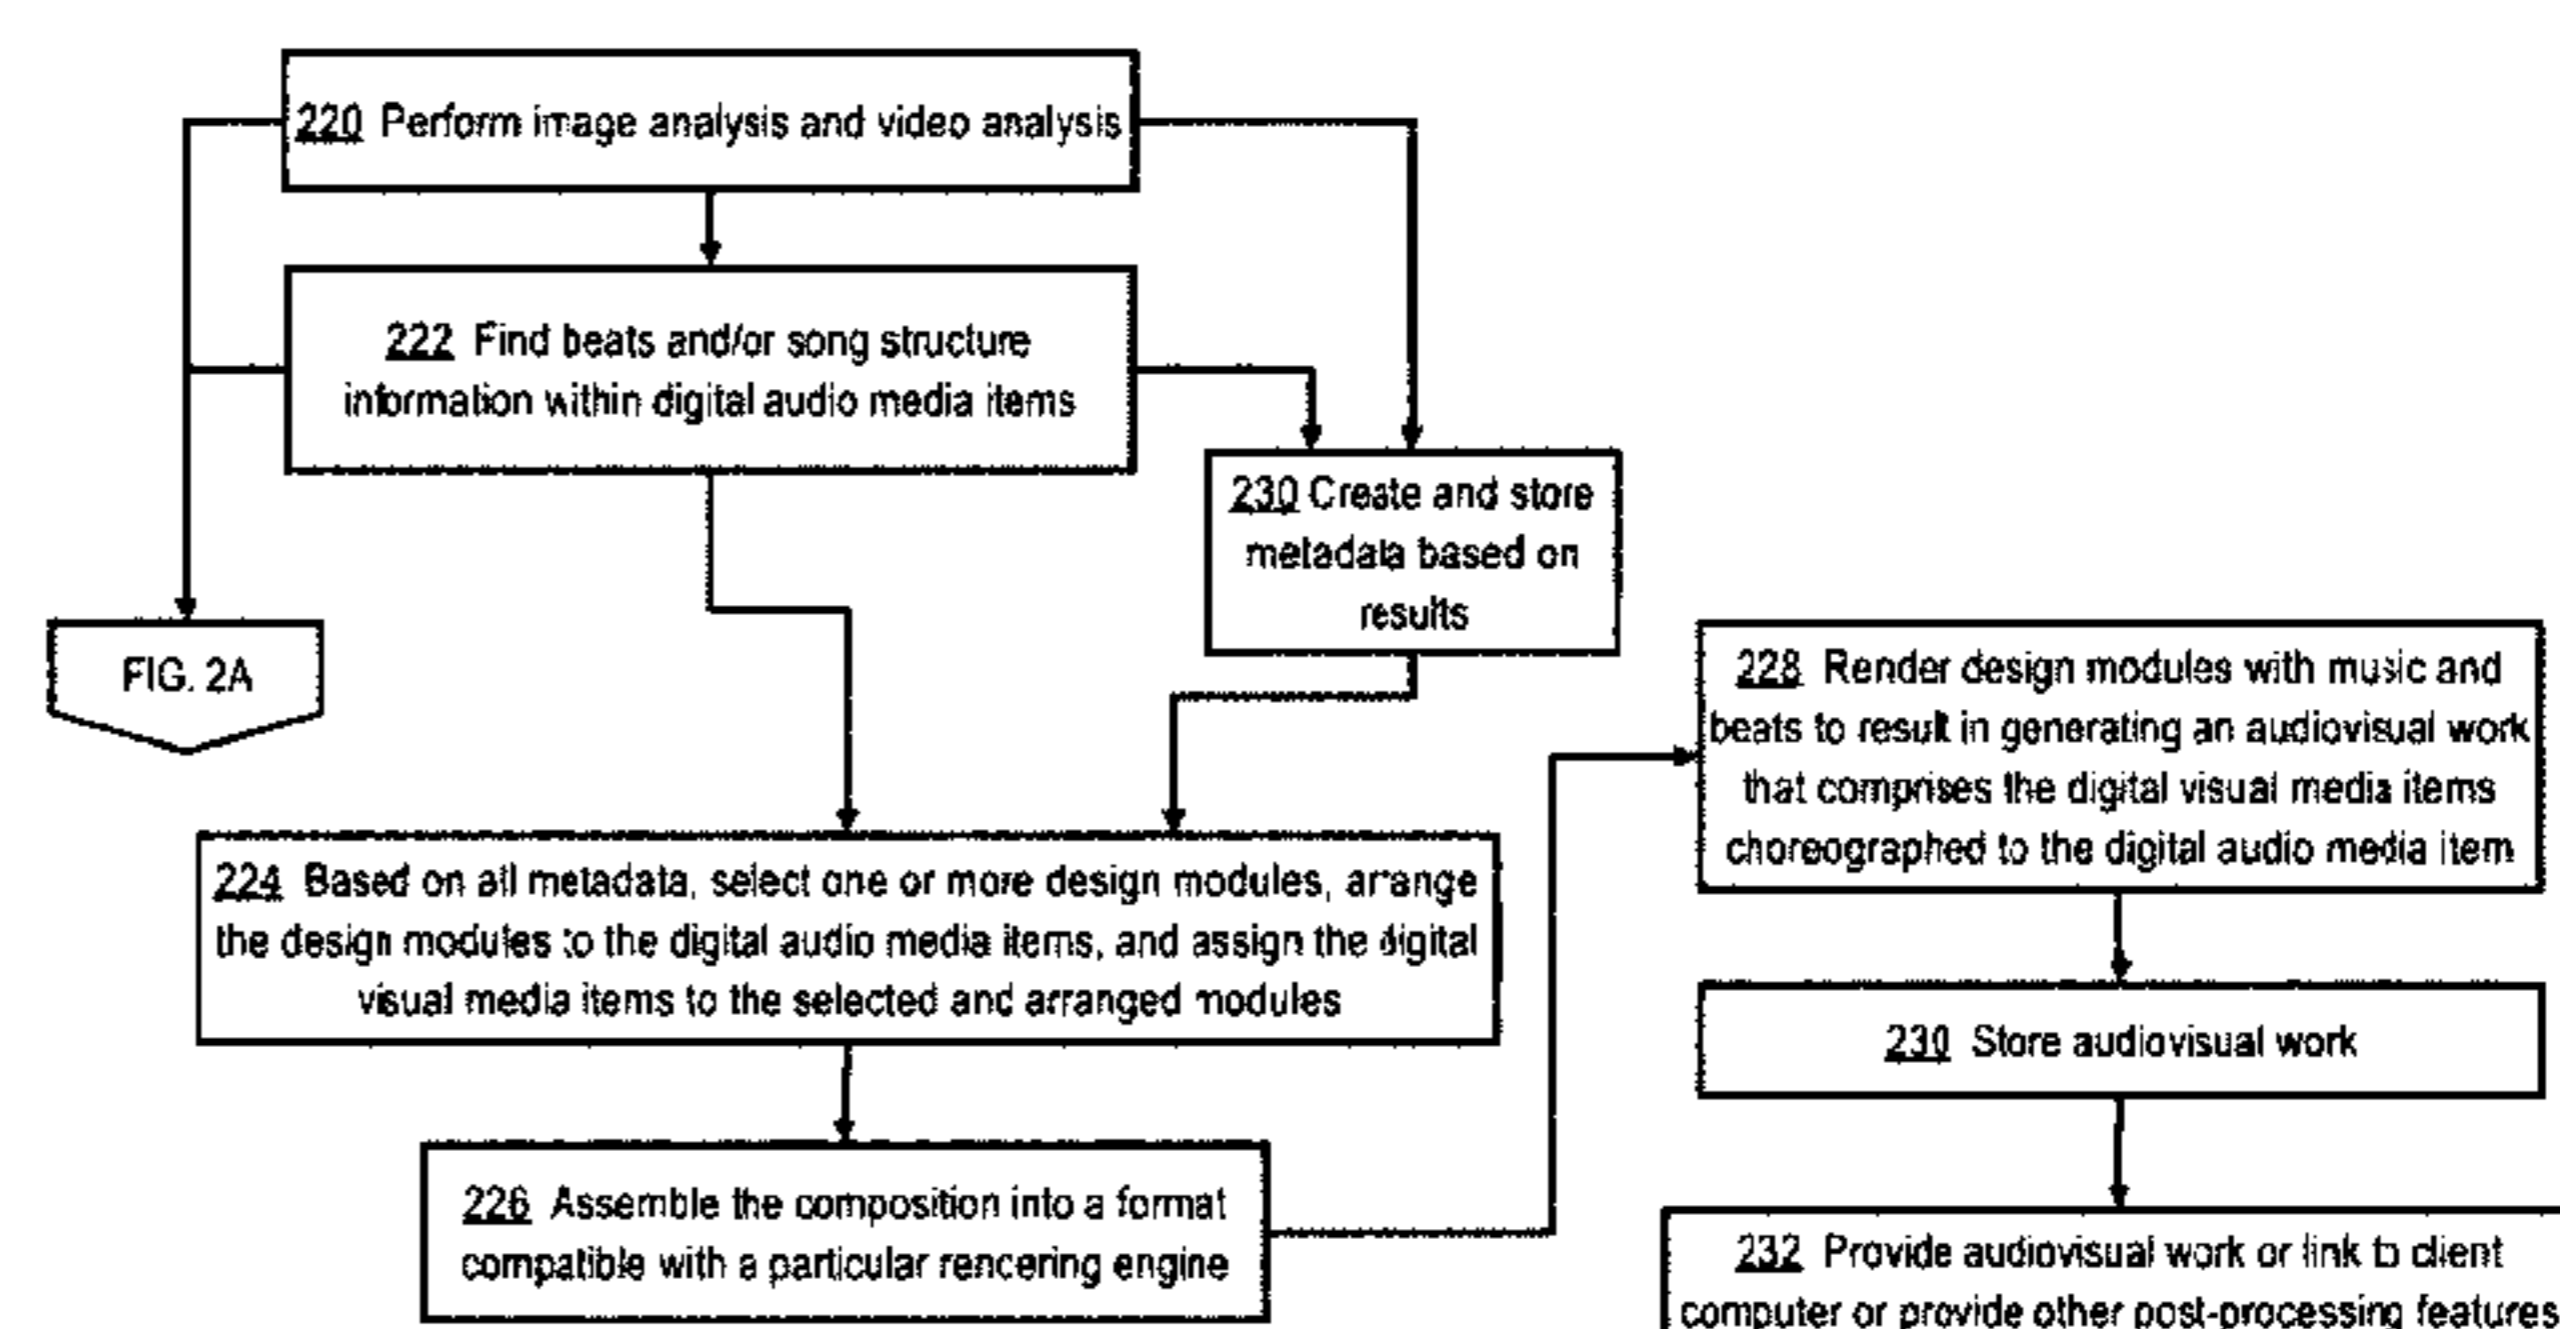 220 Perform image analysis and video analysis
222 Find beats and/or song structure
information within digital audio media items
230 Create and store
metadata based on
results
FIG. 2A
224 Based on all metadata, select one or more design modules, arrange
the design modules to the digital audio media items, and assign the digital
visual media items to the selected and arranged modules
226 Assemble the composition into a format
compatible with a particular rendering engine
228 Render design modules with music and
beats to result in generating an audiovisual work
that comprises the digital visual media items
choreographed to the digital audio media item
230 Store audiovisual work
232 Provide audiovisual work or link to client
computer or provide other post-processing features